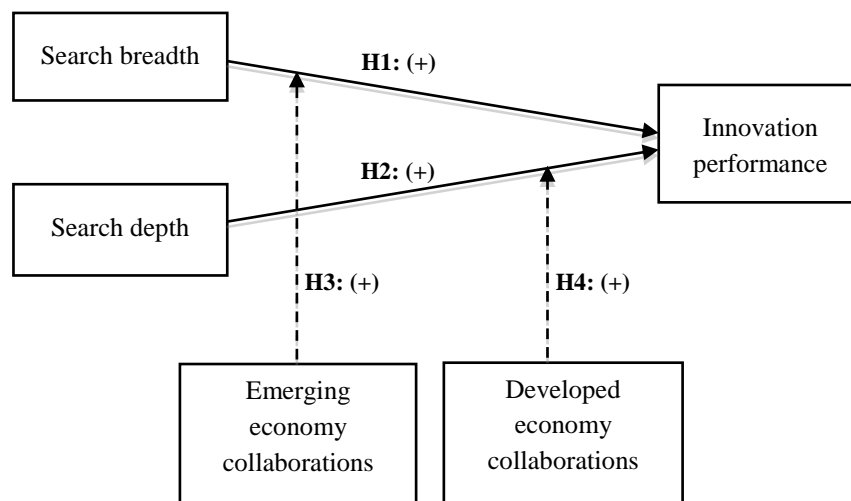 Search breadth
H1: (+)
Innovation
performance
H2: (+)
Search depth
H3: (+)
H4: (+)
Emerging
economy
collaborations
Developed
economy
collaborations